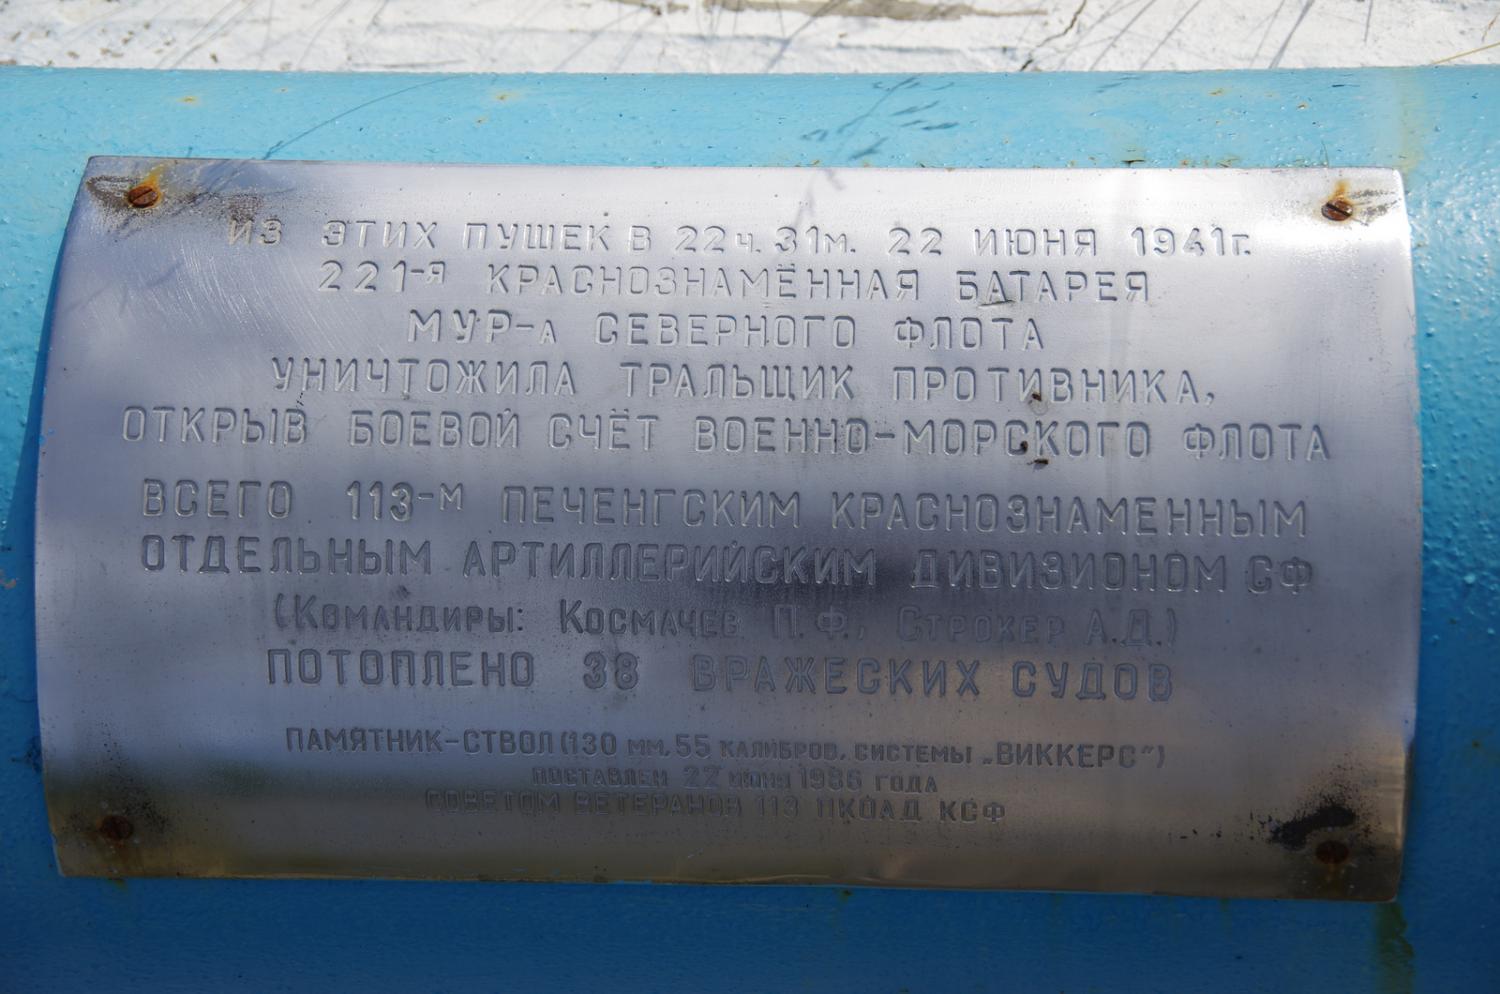 ИЗ ЭТИХ ПУШЕК В 22ч. 31м. 22 ИЮНЯ 1941г.
221-Я КРАСНОЗНАМЁННАЯ БАТАРЕЯ
МУР-А СЕВЕРНОГО ФЛОТА
УНИЧТОЖИЛА ТРАЛЬЩИК ПРОТИВНИКА,
ОТКРЫВ БОЕВОЙ СЧЁТ ВОЕННО-МОРСКОГО ФЛОТА
ВСЕГО 113-М ПЕЧЕНГСКИМ КРАСНОЗНАМЕННЫМ
ОТДЕЛЬНЫМ АРТИЛЛЕРИЙСКИМ ДИВИЗИОНОМ СФ
(КОМАНДИРЫ: КОСМАЧЕВ П.Ф., СТРОКЕР А.Д.)
ПОТОПЛЕНО 38 ВРАЖЕСКИХ СУДОВ
ПАМЯТНИК-СТВОЛ (130 мм, 55 КАЛИБРОВ, СИСТЕМЫ „ВИККЕРС”)
ПОСТАВЛЕН 22 ИЮНЯ 1986 ГОДА
СОВЕТОМ ВЕТЕРАНОВ 113 ПКОАД КСФ